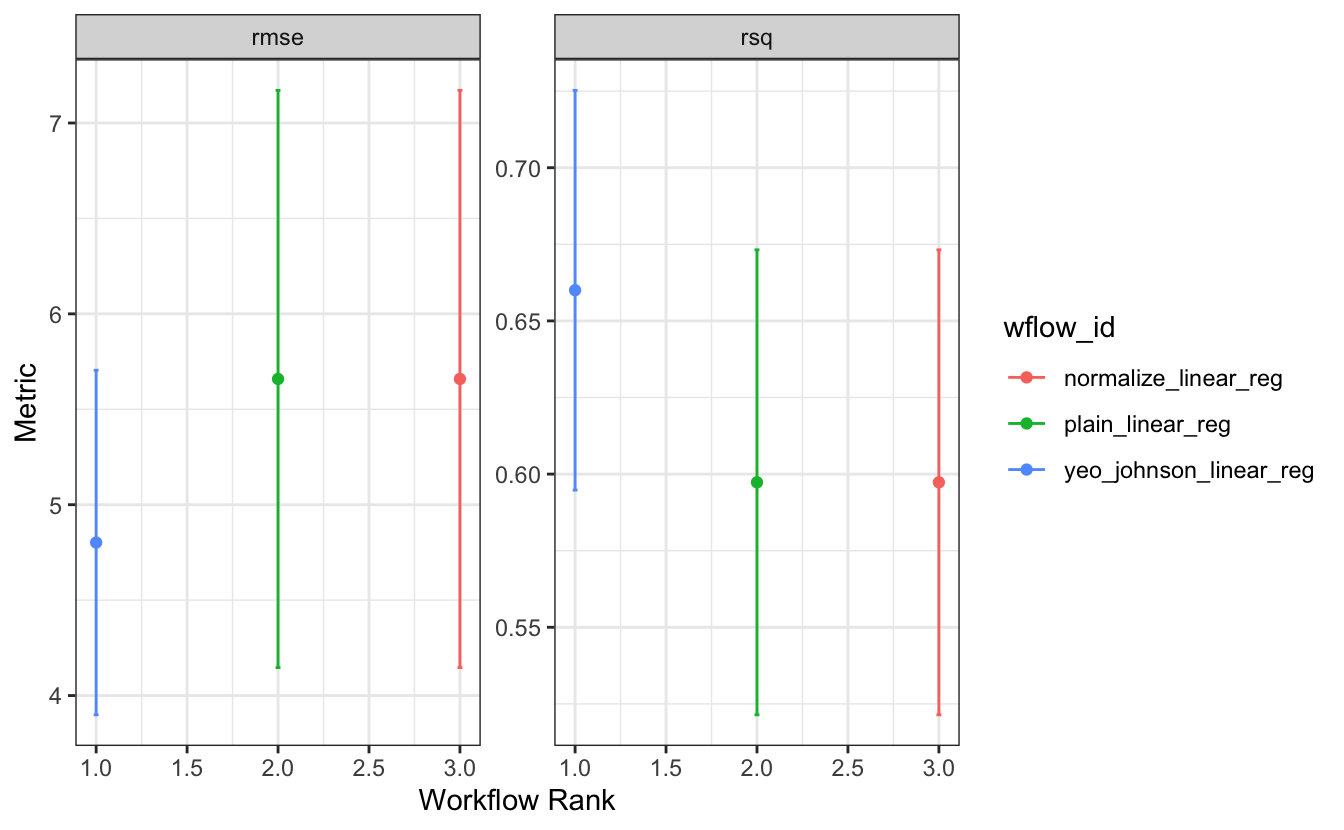 rmse
rsq
7
6
5
4
0.70
0.65
0.60
0.55
1.0 1.5 2.0 2.5 3.0
1.0 1.5 2.0 2.5 3.0
Metric
Workflow Rank
wflow_id
normalize_linear_reg
plain_linear_reg
yeo_johnson_linear_reg